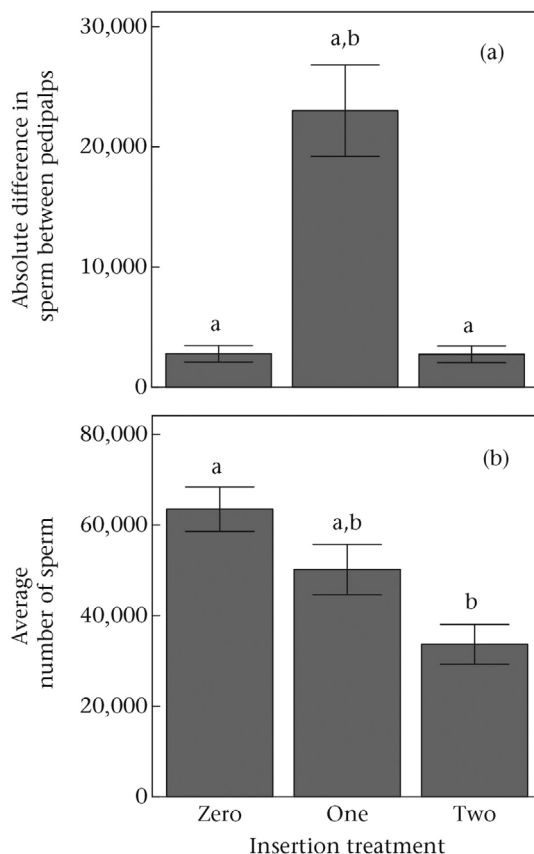 Absolute difference in
sperm between pedipalps
30,000
20,000
10,000
0
(a)
a
a,b
a
Average
number of sperm
80,000
60,000
40,000
20,000
0
(b)
a
a,b
b
Zero One Two
Insertion treatment